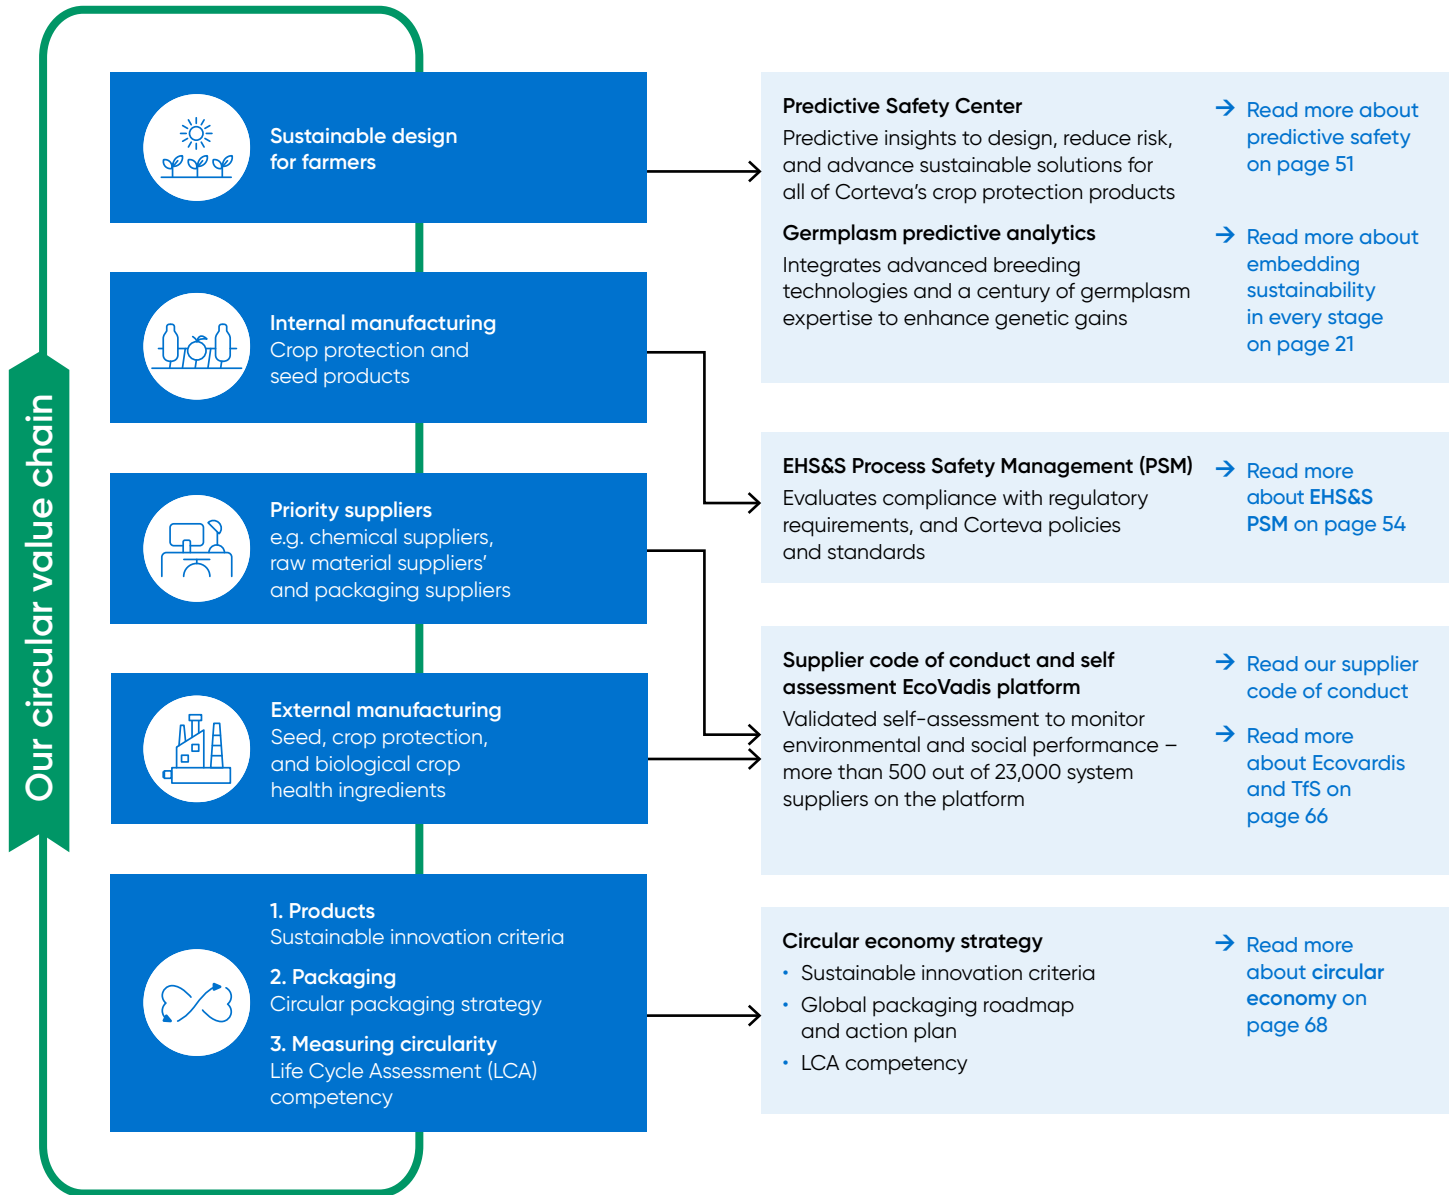 Our circular value chain
Sustainable design
for farmers
Internal manufacturing
Crop protection and
seed products
Priority suppliers
e.g. chemical suppliers,
raw material suppliers’
and packaging suppliers
External manufacturing
Seed, crop protection,
and biological crop
health ingredients
1. Products
Sustainable innovation criteria
2. Packaging
Circular packaging strategy
3. Measuring circularity
Life Cycle Assessment (LCA)
competency
Predictive Safety Center
Predictive insights to design, reduce risk,
and advance sustainable solutions for
all of Corteva’s crop protection products
→ Read more about
predictive safety
on page 51
Germplasm predictive analytics
Integrates advanced breeding
technologies and a century of germplasm
expertise to enhance genetic gains
→ Read more about
embedding
sustainability
in every stage
on page 21
EHS&S Process Safety Management (PSM)
Evaluates compliance with regulatory
requirements, and Corteva policies
and standards
→ Read more
about EHS&S
PSM on page 54
Supplier code of conduct and self
assessment EcoVadis platform
Validated self-assessment to monitor
environmental and social performance –
more than 500 out of 23,000 system
suppliers on the platform
→ Read our supplier
code of conduct
→ Read more
about Ecovardis
and TfS on
page 66
Circular economy strategy
• Sustainable innovation criteria
• Global packaging roadmap
and action plan
• LCA competency
→ Read more
about circular
economy on
page 68